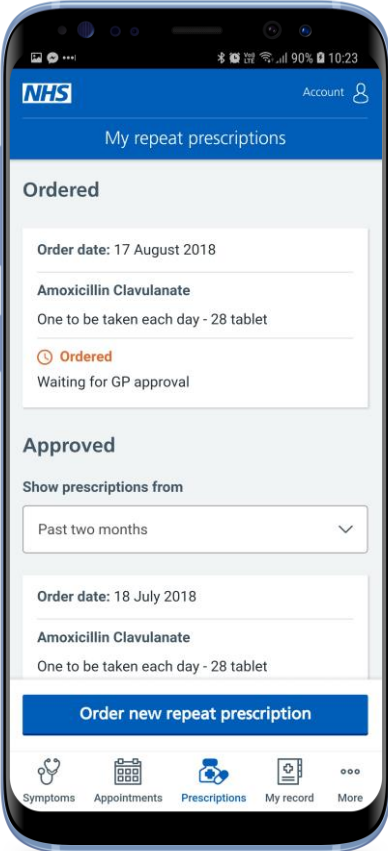 90% 10:23
NHS
Account
My repeat prescriptions
Ordered
Order date: 17 August 2018
Amoxicillin Clavulanate
One to be taken each day - 28 tablet
Ordered
Waiting for GP approval
Approved
Show prescriptions from
Past two months
Order date: 18 July 2018
Amoxicillin Clavulanate
One to be taken each day - 28 tablet
Order new repeat prescription
Symptoms Appointments Prescriptions My record More